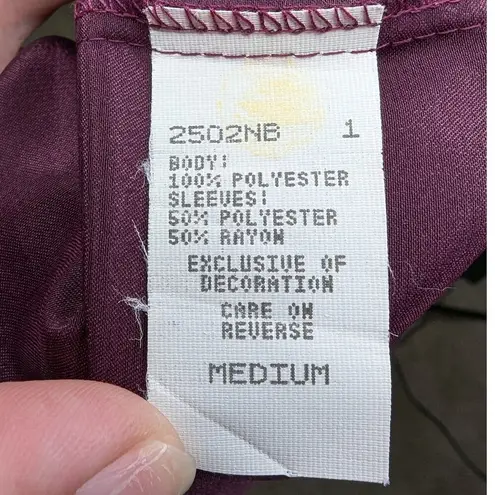 2502NB 1
BODY:
100% POLYESTER
SLEEVES:
50% POLYESTER
50% RAYON
EXCLUSIVE OF
DECORATION
CARE ON
REVERSE
MEDIUM